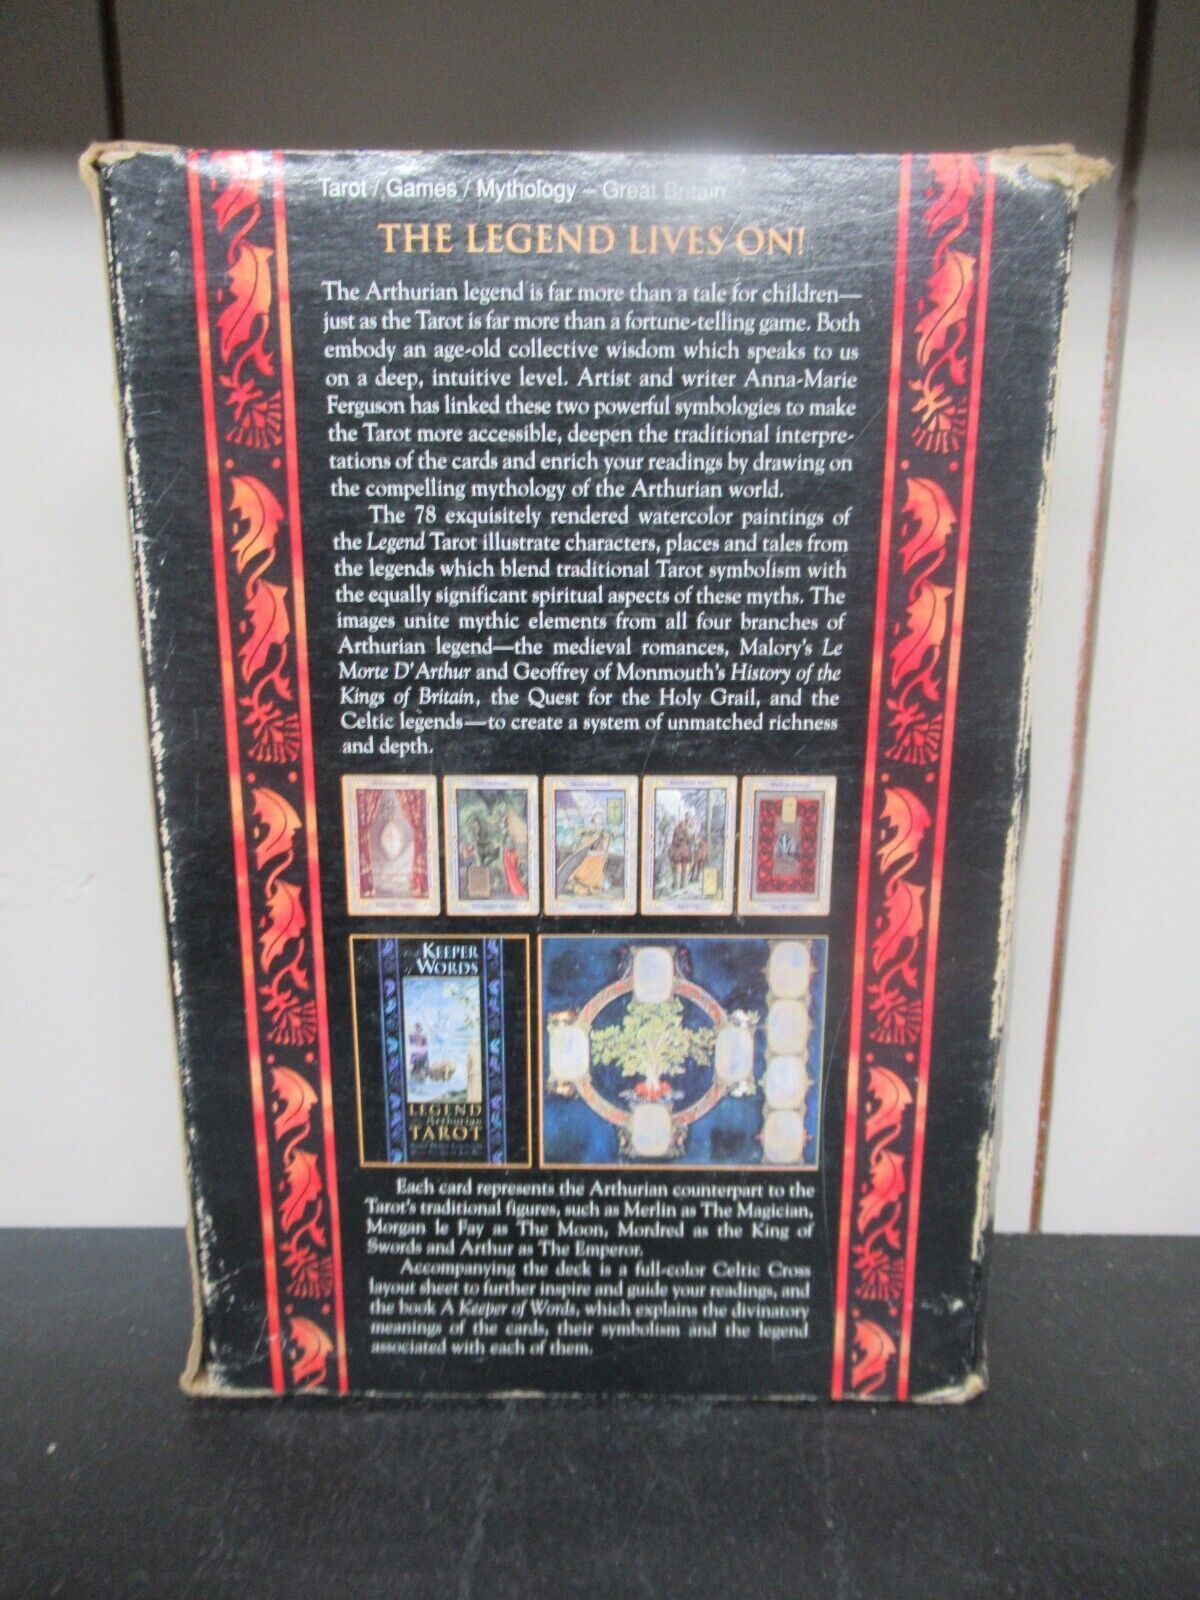 Tarot / Games / Mythology – Great Britain
THE LEGEND LIVES ON!
The Arthurian legend is far more than a tale for children—
just as the Tarot is far more than a fortune-telling game. Both
embody an age-old collective wisdom which speaks to us
on a deep, intuitive level. Artist and writer Anna-Marie
Ferguson has linked these two powerful symbologies to make
the Tarot more accessible, deepen the traditional interpre-
tations of the cards and enrich your readings by drawing on
the compelling mythology of the Arthurian world.
The 78 exquisitely rendered watercolor paintings of
the Legend Tarot illustrate characters, places and tales from
the legends which blend traditional Tarot symbolism with
the equally significant spiritual aspects of these myths. The
images unite mythic elements from all four branches of
Arthurian legend—the medieval romances, Malory's Le
Morte D'Arthur and Geoffrey of Monmouth's History of the
Kings of Britain, the Quest for the Holy Grail, and the
Celtic legends—to create a system of unmatched richness
and depth.
KEEPER
of WORDS
LEGEND
Arthurian
TAROT
Each card represents the Arthurian counterpart to the
Tarot's traditional figures, such as Merlin as The Magician,
Morgan le Fay as The Moon, Mordred as the King of
Swords and Arthur as The Emperor.
Accompanying the deck is a full-color Celtic Cross
layout sheet to further inspire and guide your readings, and
the book A Keeper of Words, which explains the divinatory
meanings of the cards, their symbolism and the legend
associated with each of them.